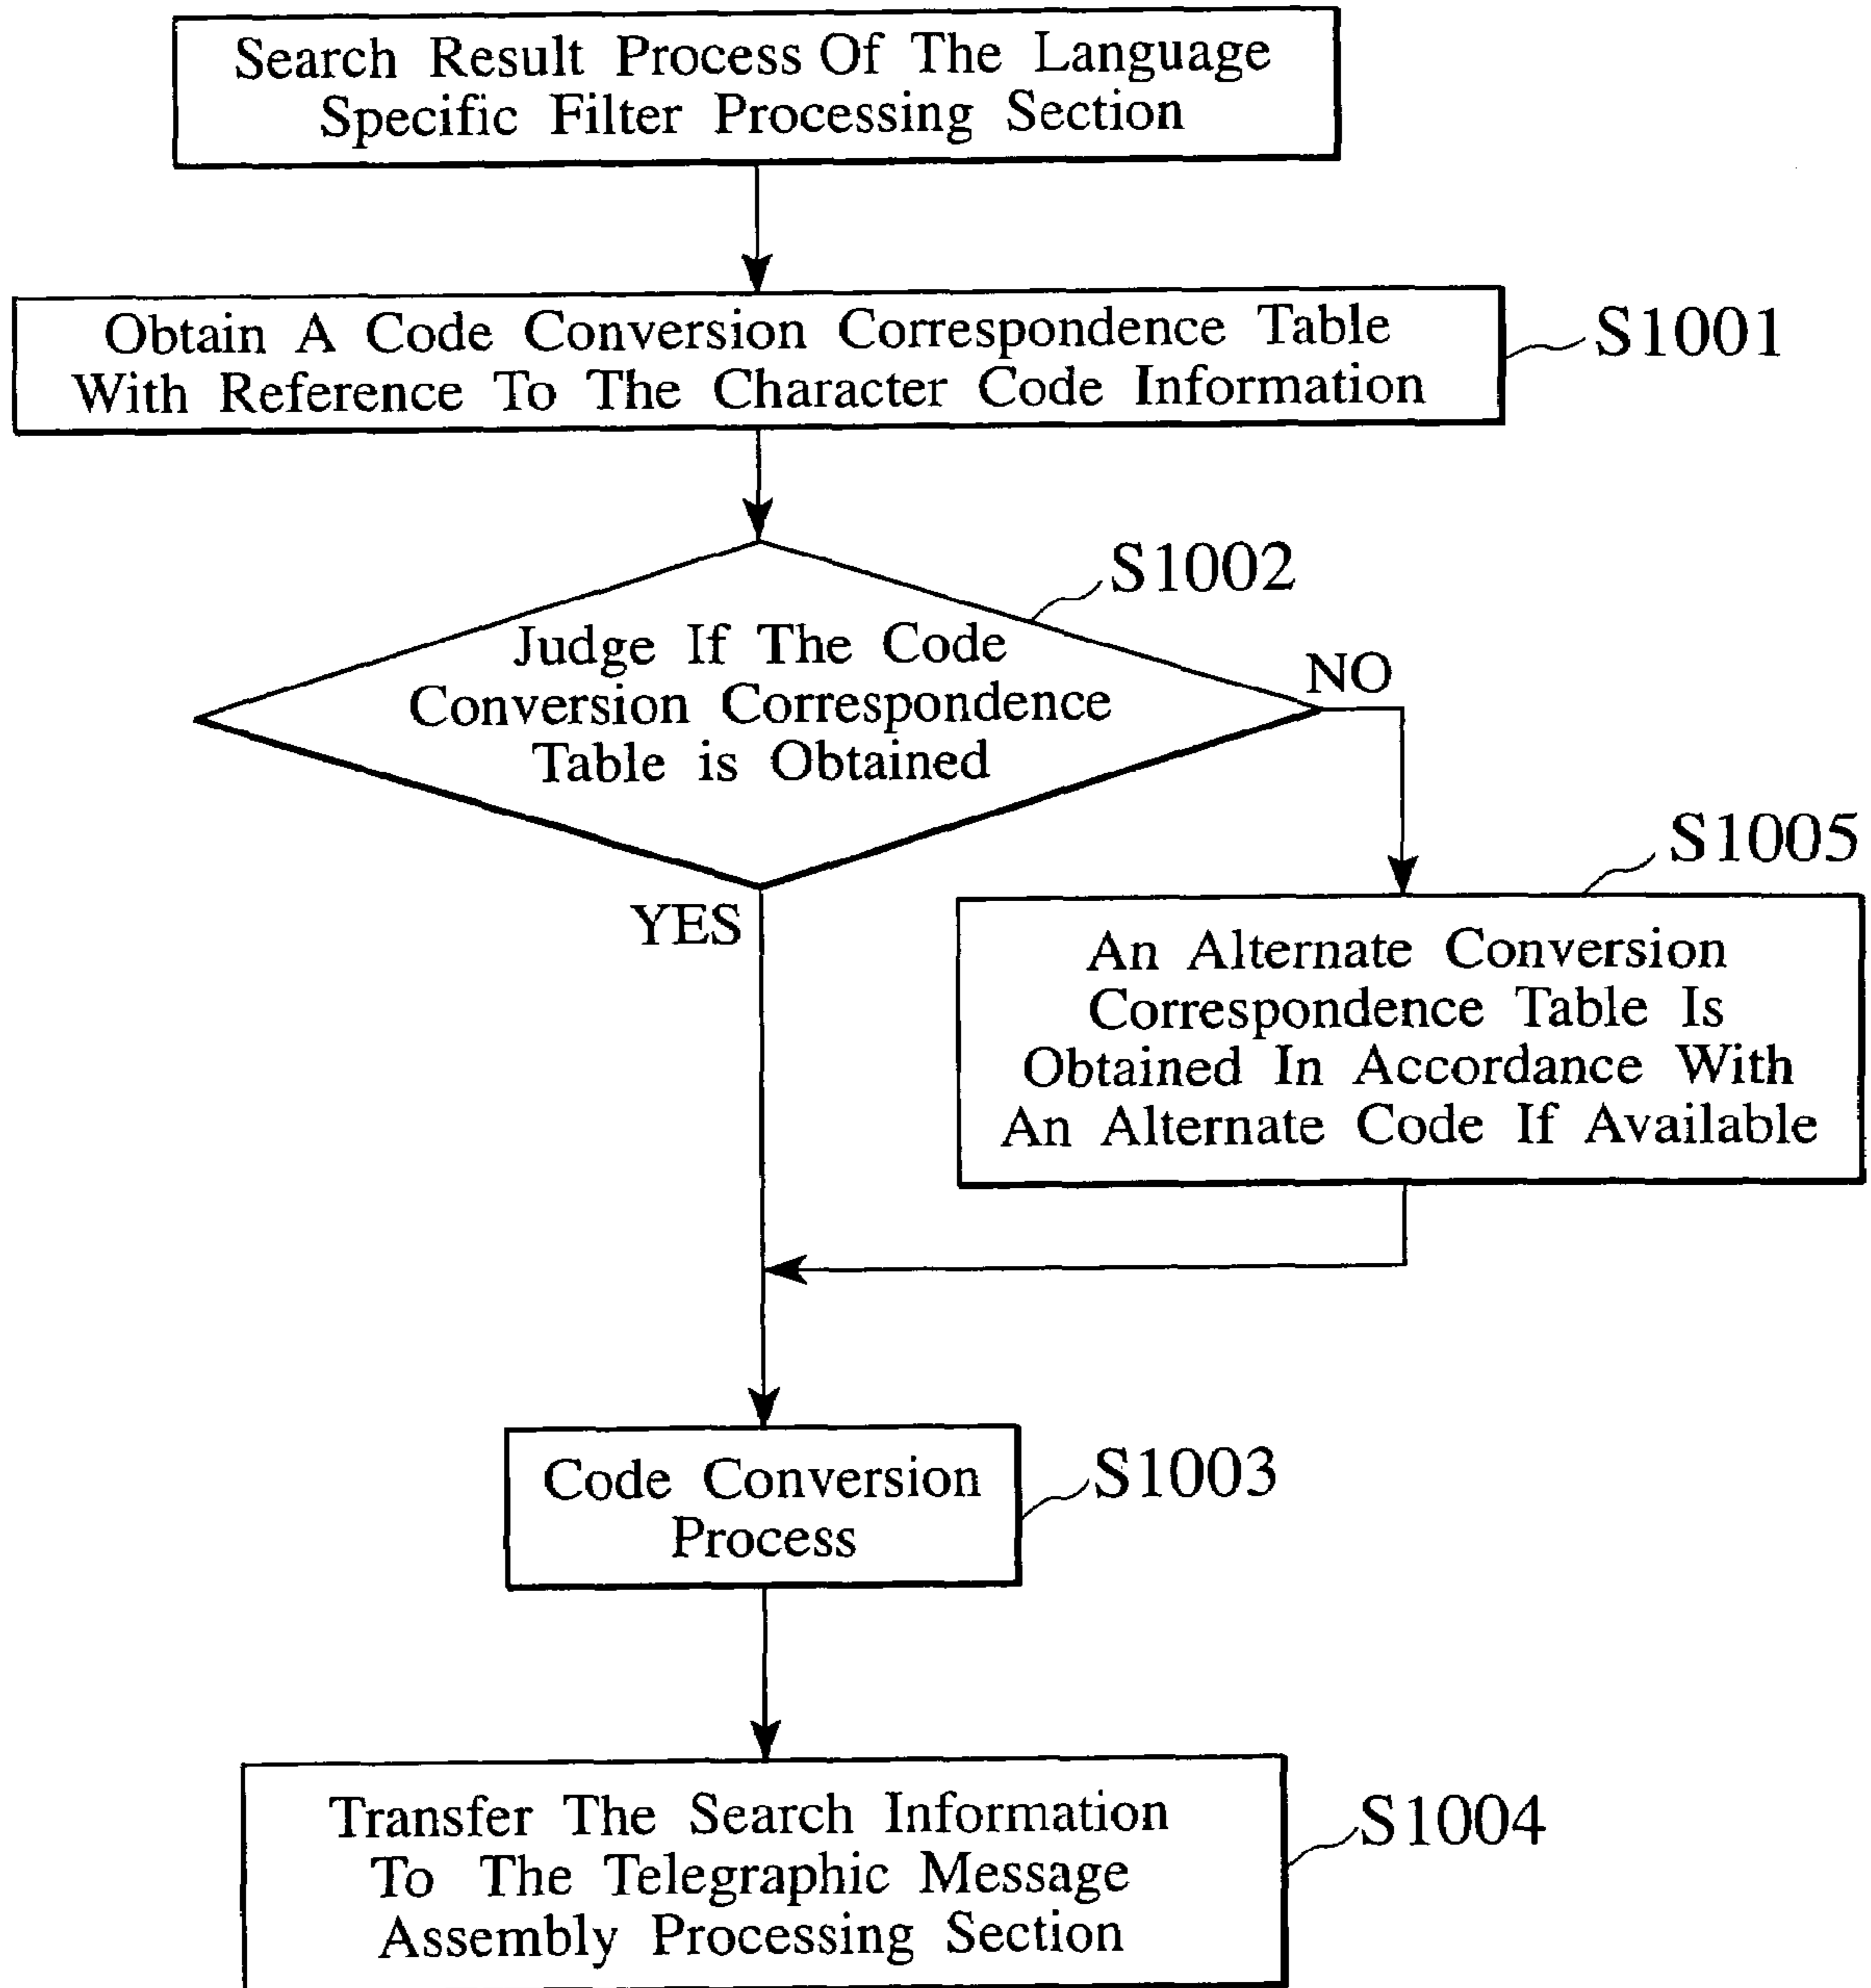 Search Result Process Of The Language
Specific Filter Processing Section
Obtain A Code Conversion Correspondence Table
With Reference To The Character Code Information
S1001
S1002
Judge If The Code
Conversion Correspondence
Table is Obtained
NO
YES
S1005
An Alternate Conversion
Correspondence Table Is
Obtained In Accordance With
An Alternate Code If Available
Code Conversion
Process
S1003
Transfer The Search Information
To The Telegraphic Message
Assembly Processing Section
S1004